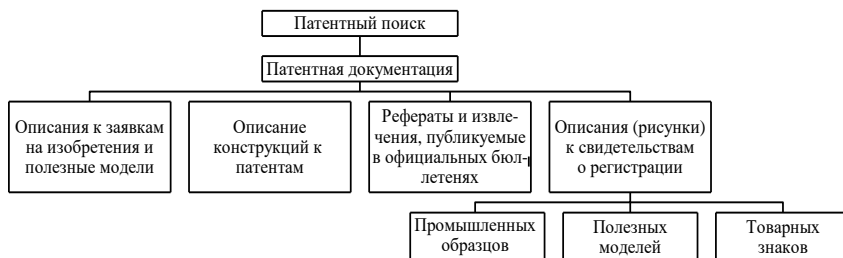 Патентный поиск
Патентная документация
Описания к заявкам
на изобретения и
полезные модели
Описание
конструкций к
патентам
Рефераты и извле-
чения, публикуемые
в официальных бюл-
летенях
Описания (рисунки)
к свидетельствам
о регистрации
Промышленных
образцов
Полезных
моделей
Товарных
знаков